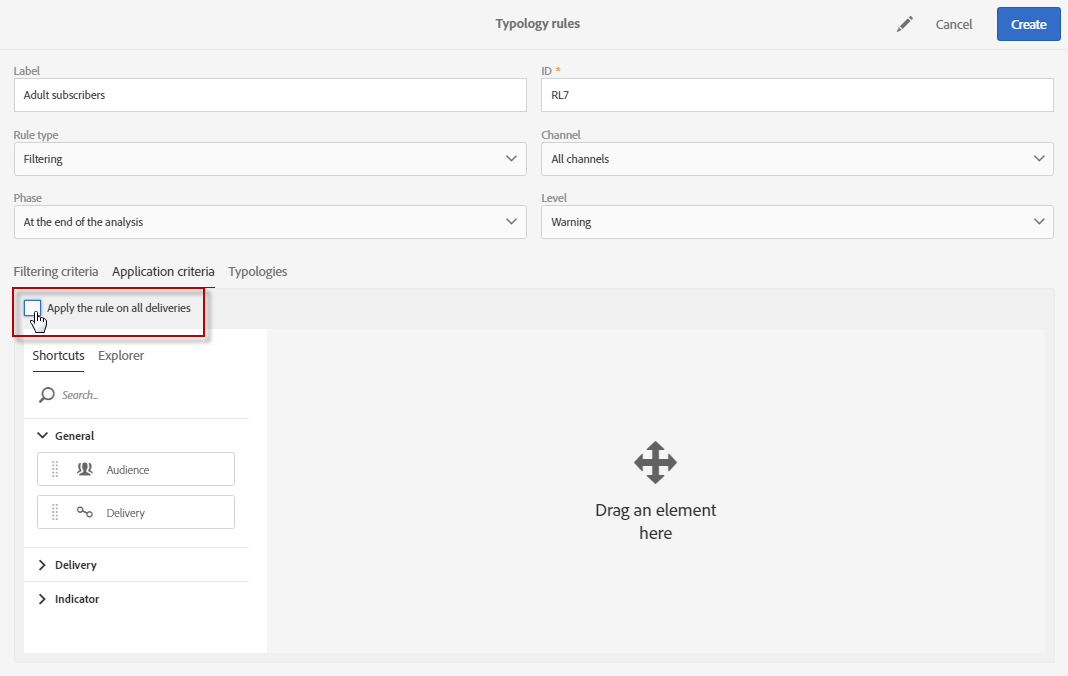 Typology rules
Cancel
Create
Label
ID *
Adult subscribers
RL7
Rule type
Channel
Filtering
All channels
Phase
Level
At the end of the analysis
Warning
Filtering criteria
Application criteria
Typologies
Apply the rule on all deliveries
Shortcuts
Explorer
Search...
General
Audience
Delivery
Delivery
Indicator
Drag an element
here